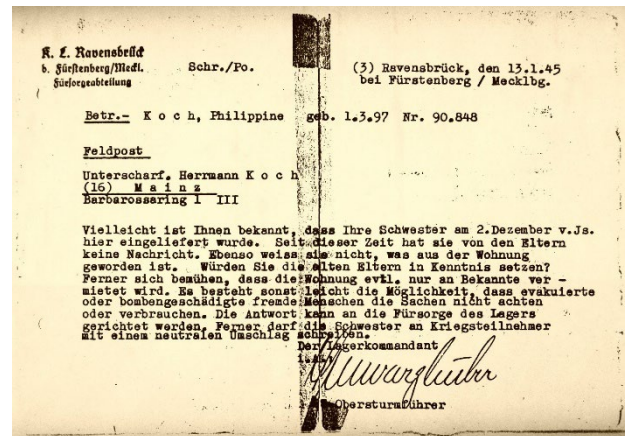 K. L. Ravensbrück
b. Fürstenberg/Meckl.
Fürsorgeabteilung
Schr./Po.
(3) Ravensbrück, den 13.1.45
bei Fürstenberg / Mecklbg.
Betr.- K o c h, Philippine geb. 1.3.97 Nr. 90.848
Feldpost
Unterscharf. Herrmann K o c h
(16) M a i n z
Barbarossaring 1 III
Vielleicht ist Ihnen bekannt, dass Ihre Schwester am 2.Dezember v.Js.
hier eingeliefert wurde. Seit dieser Zeit hat sie von den Eltern
keine Nachricht. Ebenso weiss sie nicht, was aus der Wohnung
geworden ist. Würden Sie die alten Eltern in Kenntnis setzen?
Ferner sich bemühen, dass die Wohnung evtl. nur an Bekannte ver -
mietet wird. Es besteht sonst leicht die Möglichkeit, dass evakuierte
oder bombengeschädigte fremde Menschen die Sachen nicht achten
oder verbrauchen. Die Antwort kann an die Fürsorge des Lagers
gerichtet werden. Ferner darf die Schwester an Kriegsteilnehmer
mit einem neutralen Umschlag schreiben.
Der Lagerkommandant
Obersturmführer